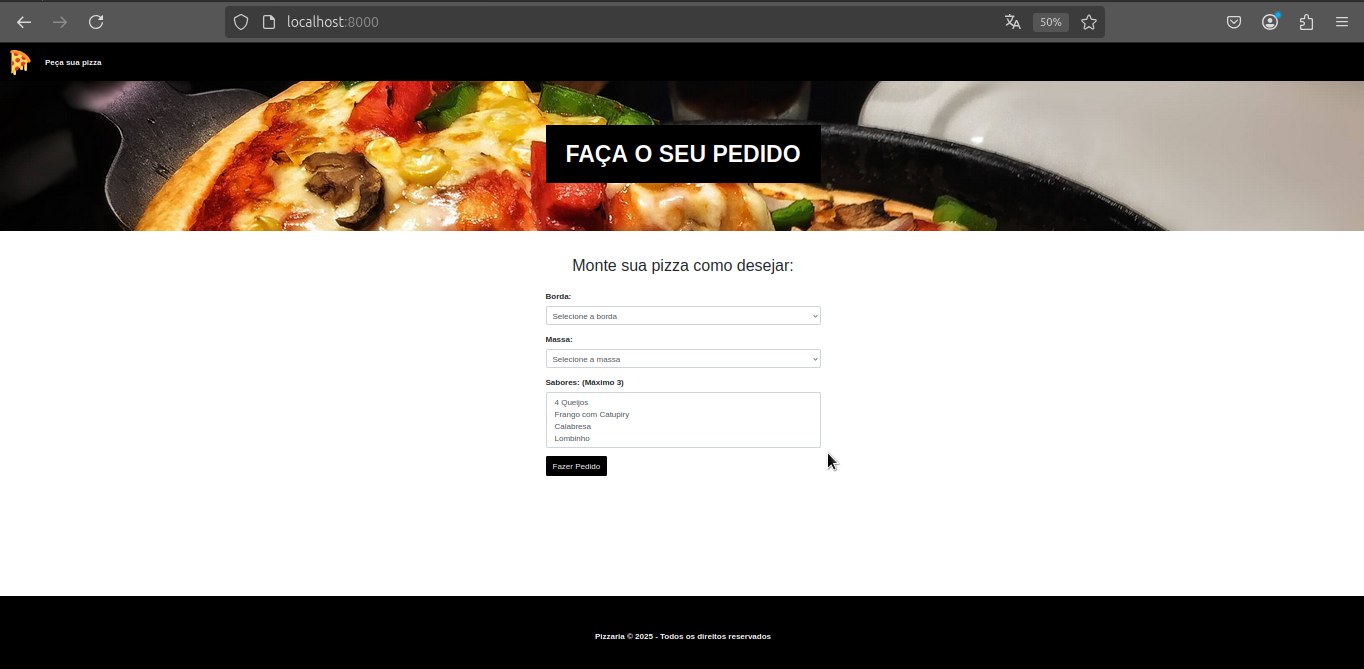 localhost:8000
50%
Peça sua pizza
FAÇA O SEU PEDIDO
Monte sua pizza como desejar:
Borda:
Selecione a borda
Massa:
Selecione a massa
Sabores: (Máximo 3)
4 Queijos
Frango com Catupiry
Calabresa
Lombinho
Fazer Pedido
Pizzaria © 2025 - Todos os direitos reservados